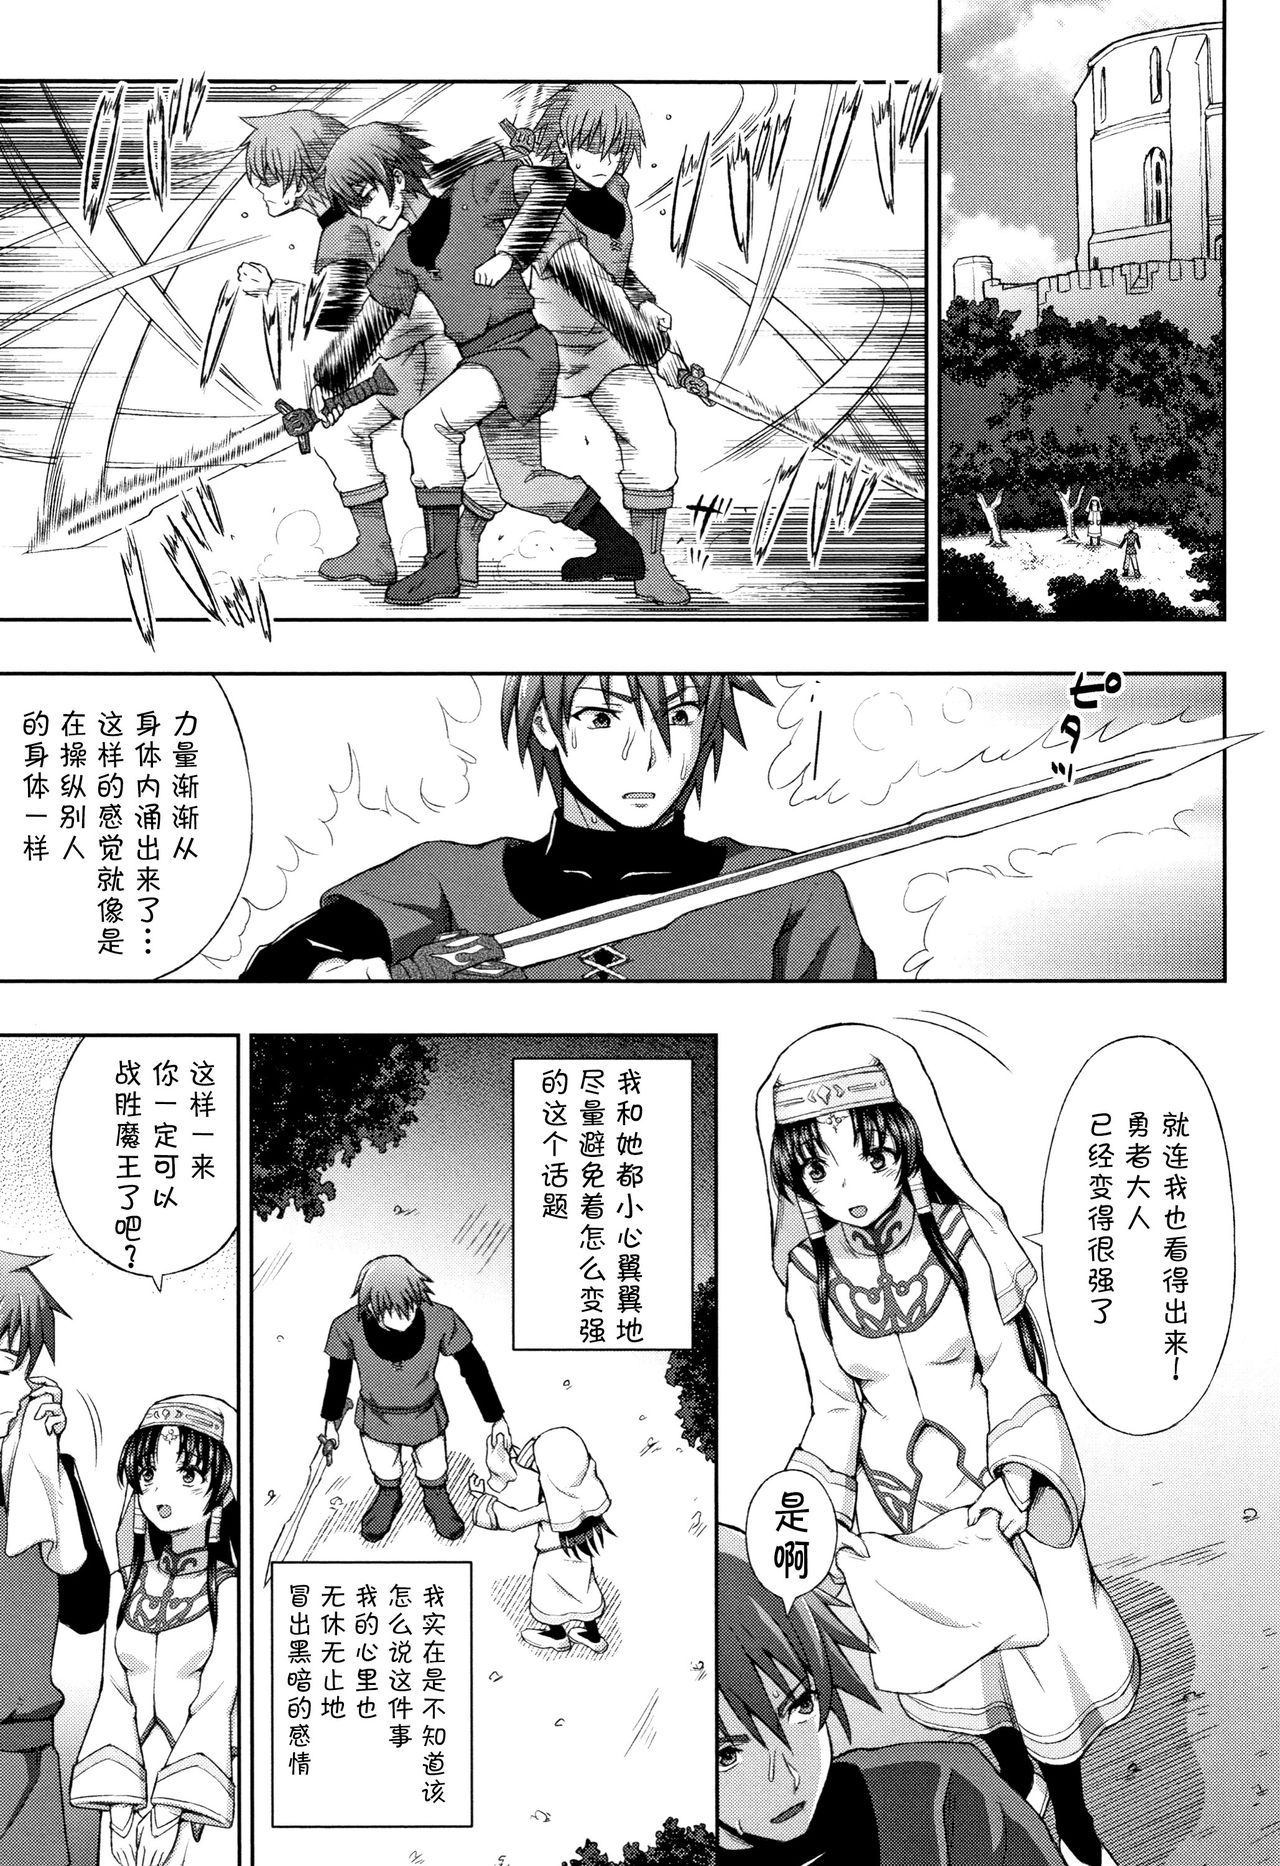 ザッ
ピタッ
力量渐渐从
身体内涌出来了…
这样的感觉就像是
在操纵别人
的身体一样
就连我也看得出来!
勇者大人
已经变得很强了
是啊
我和她都小心翼翼地
尽量避免着怎么变强
的这个话题
我实在是不知道该
怎么说这件事
我的心里也
无休无止地
冒出黑暗的感情
这样一来
你一定可以
战胜魔王了吧?